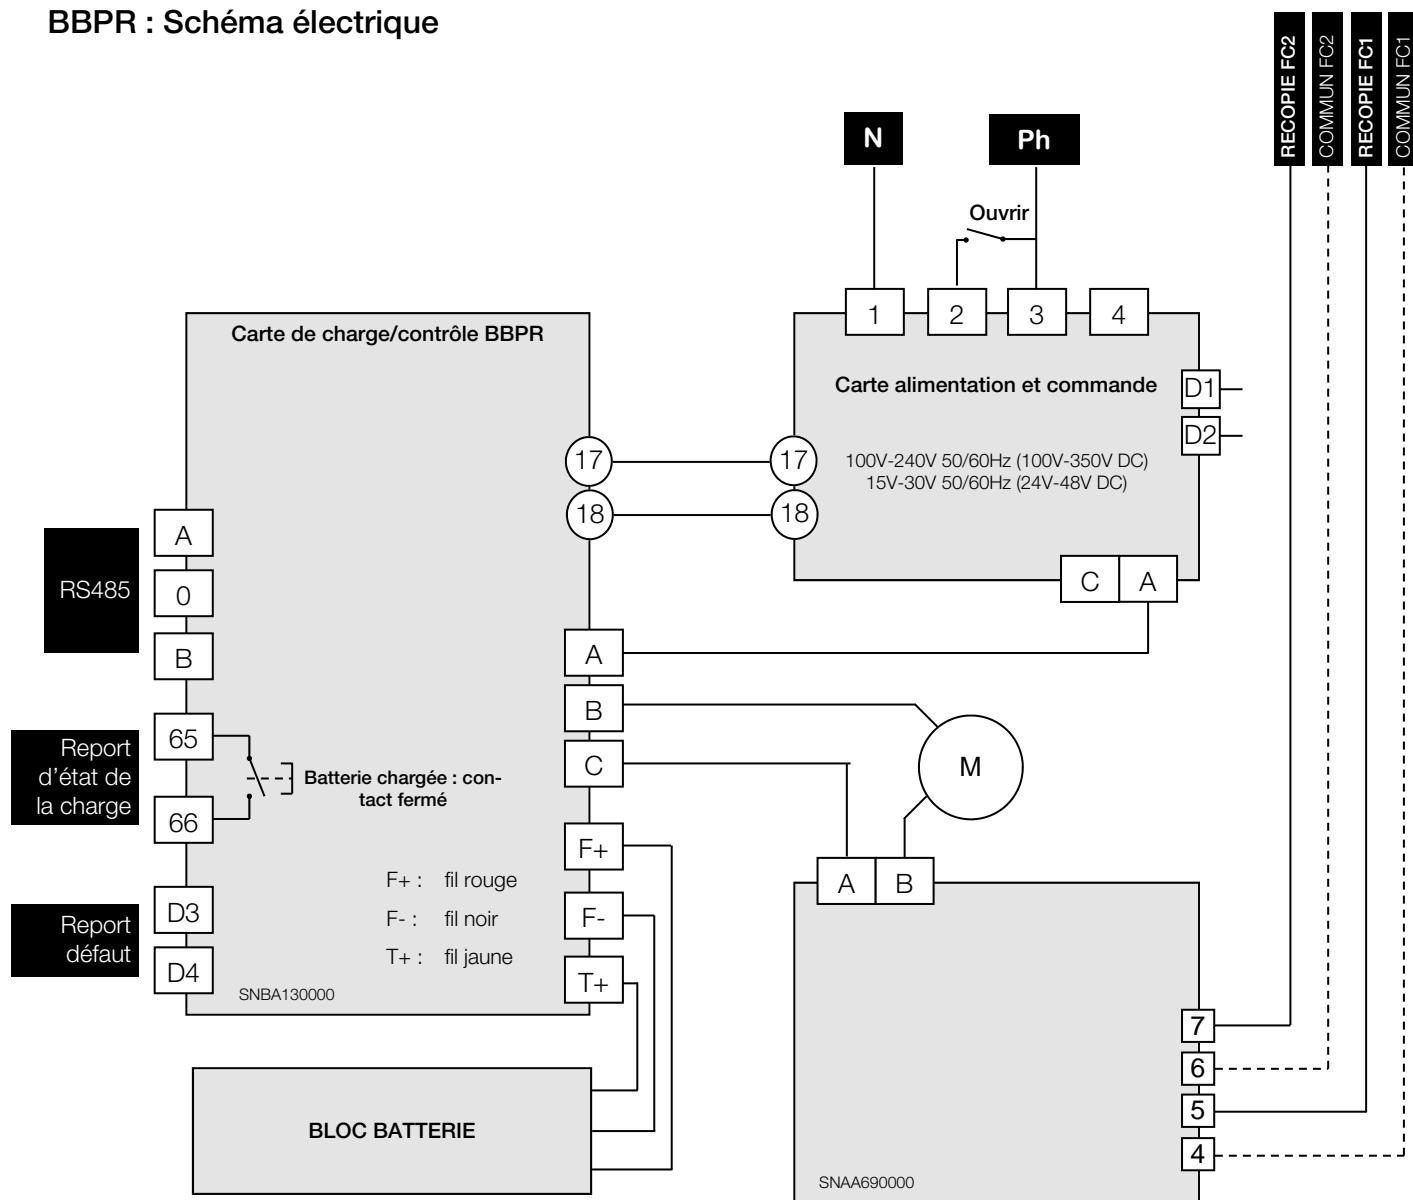 BBPR : Schéma électrique
RECOPIE FC2
COMMUN FC2
RECOPIE FC1
COMMUN FC1
N
Ph
Ouvrir
1
2
3
4
Carte de charge/contrôle BBPR
Carte alimentation et commande
D1
D2
100V-240V 50/60Hz (100V-350V DC)
15V-30V 50/60Hz (24V-48V DC)
17
17
18
18
C
A
RS485
A
0
B
A
B
C
M
Report
d'état de
la charge
65
66
Batterie chargée : con-
tact fermé
F+
F-
T+
F+ : fil rouge
F- : fil noir
T+ : fil jaune
Report
défaut
D3
D4
SNBA130000
A
B
7
6
5
4
BLOC BATTERIE
SNAA690000